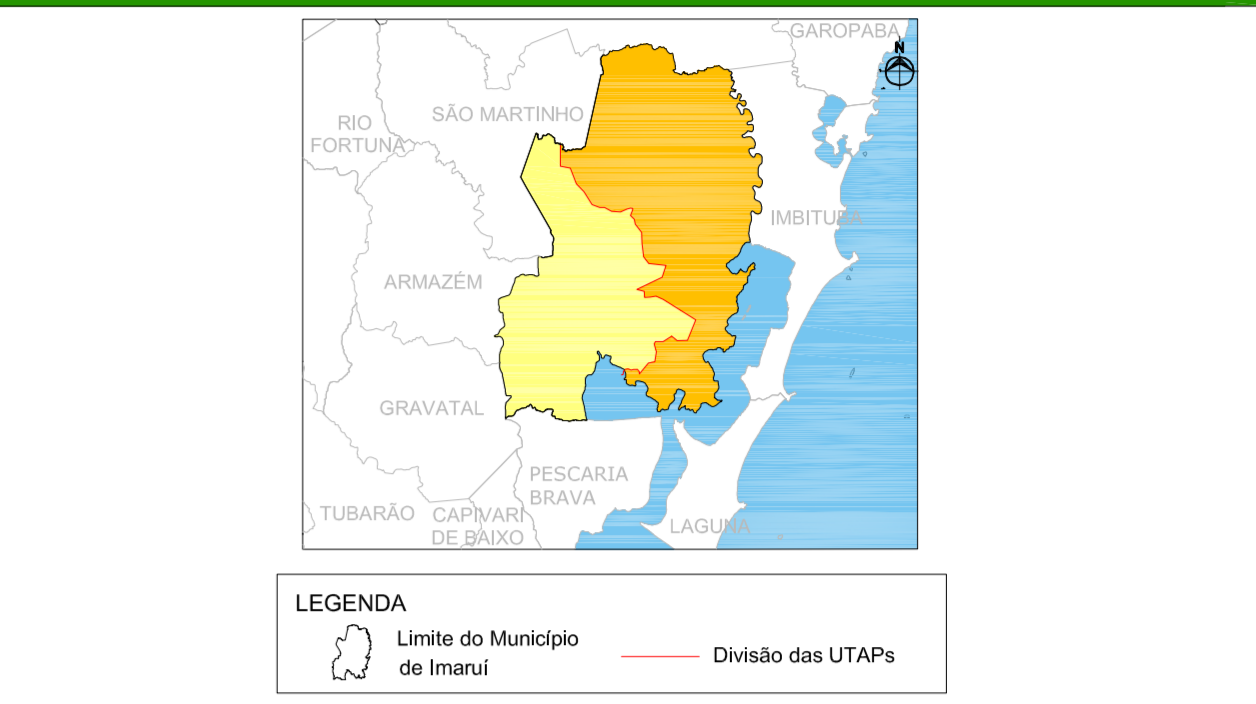 GAROPABA
N
SÃO MARTINHO
RIO
FORTUNA
IMBITUBA
ARMAZÉM
GRAVATAL
PESCARIA
BRAVA
TUBARÃO
CAPIVARI
DE BAIXO
LAGUNA
LEGENDA
Limite do Município
de Imaruí
Divisão das UTAPs